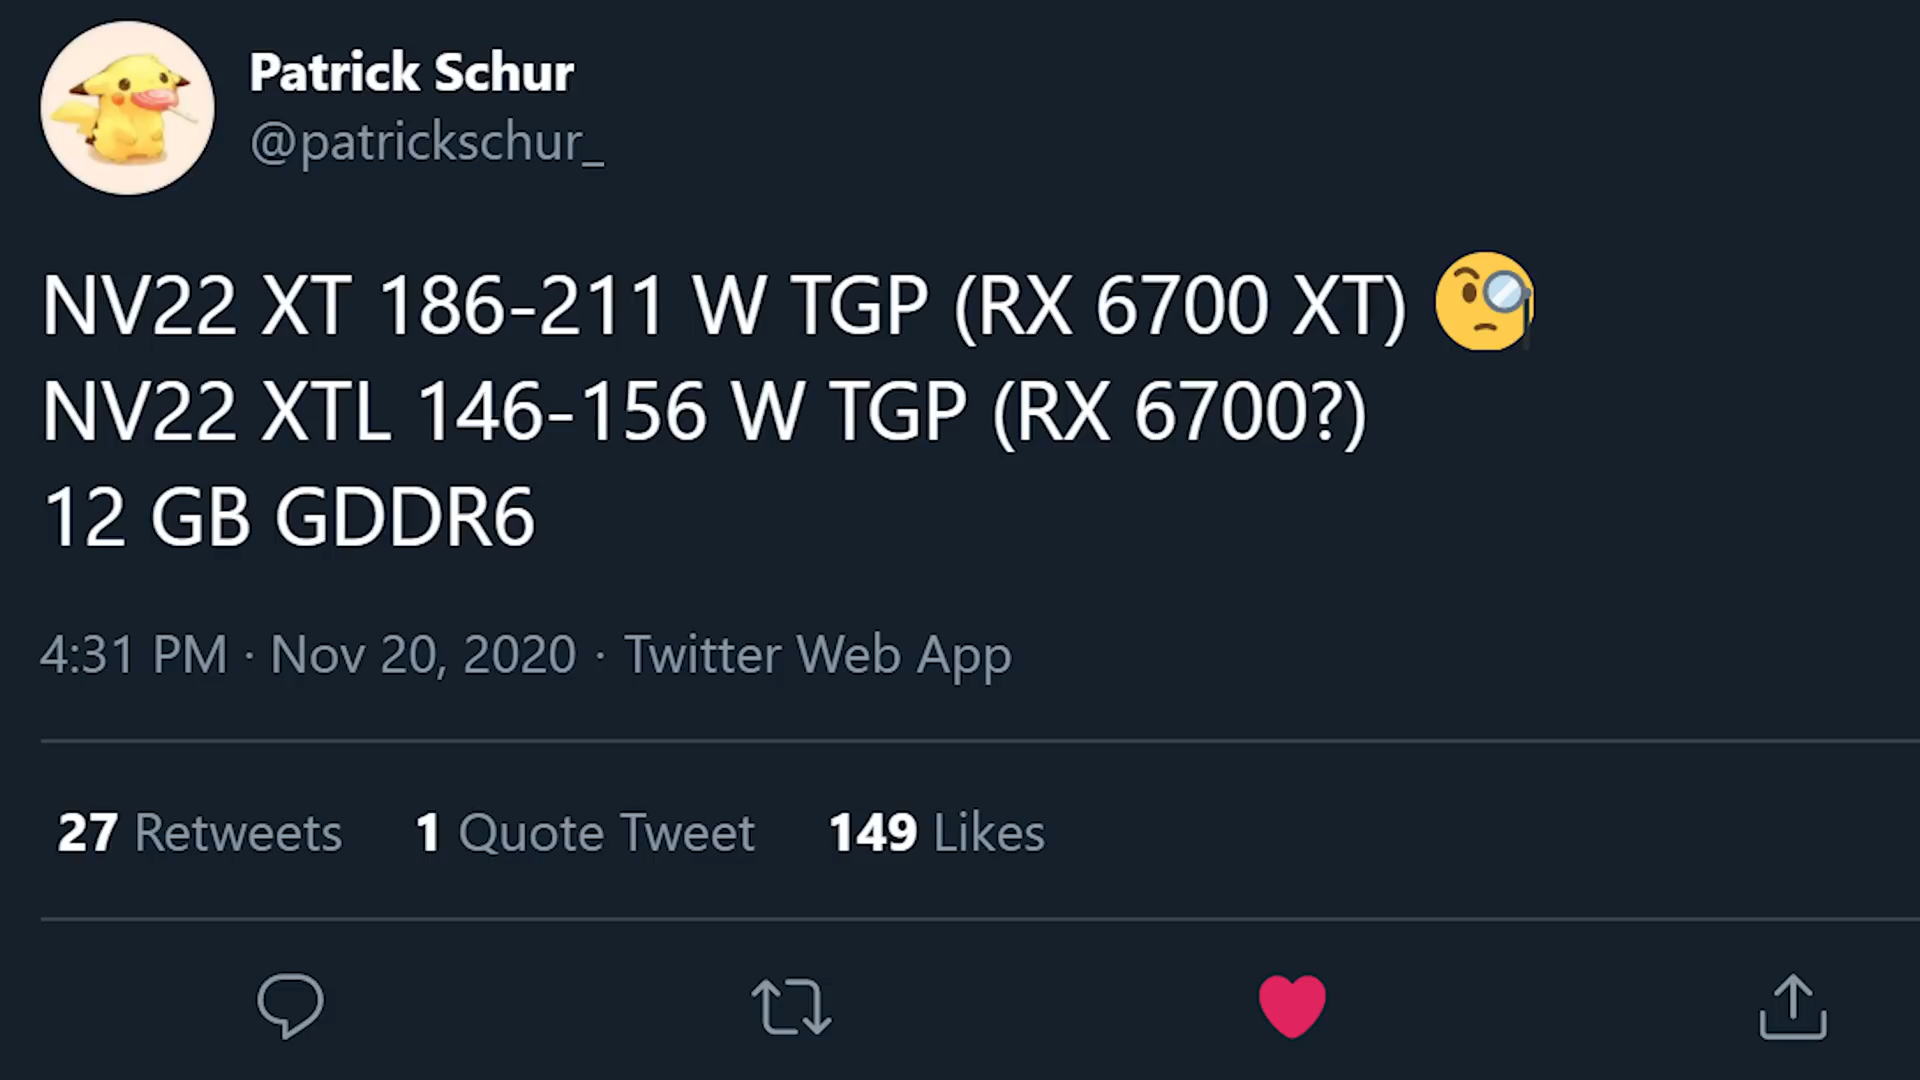 Patrick Schur
@patrickschur_
NV22 XT 186-211 W TGP (RX 6700 XT) 🧐
NV22 XTL 146-156 W TGP (RX 6700?)
12 GB GDDR6
4:31 PM · Nov 20, 2020 · Twitter Web App
27 Retweets 1 Quote Tweet 149 Likes